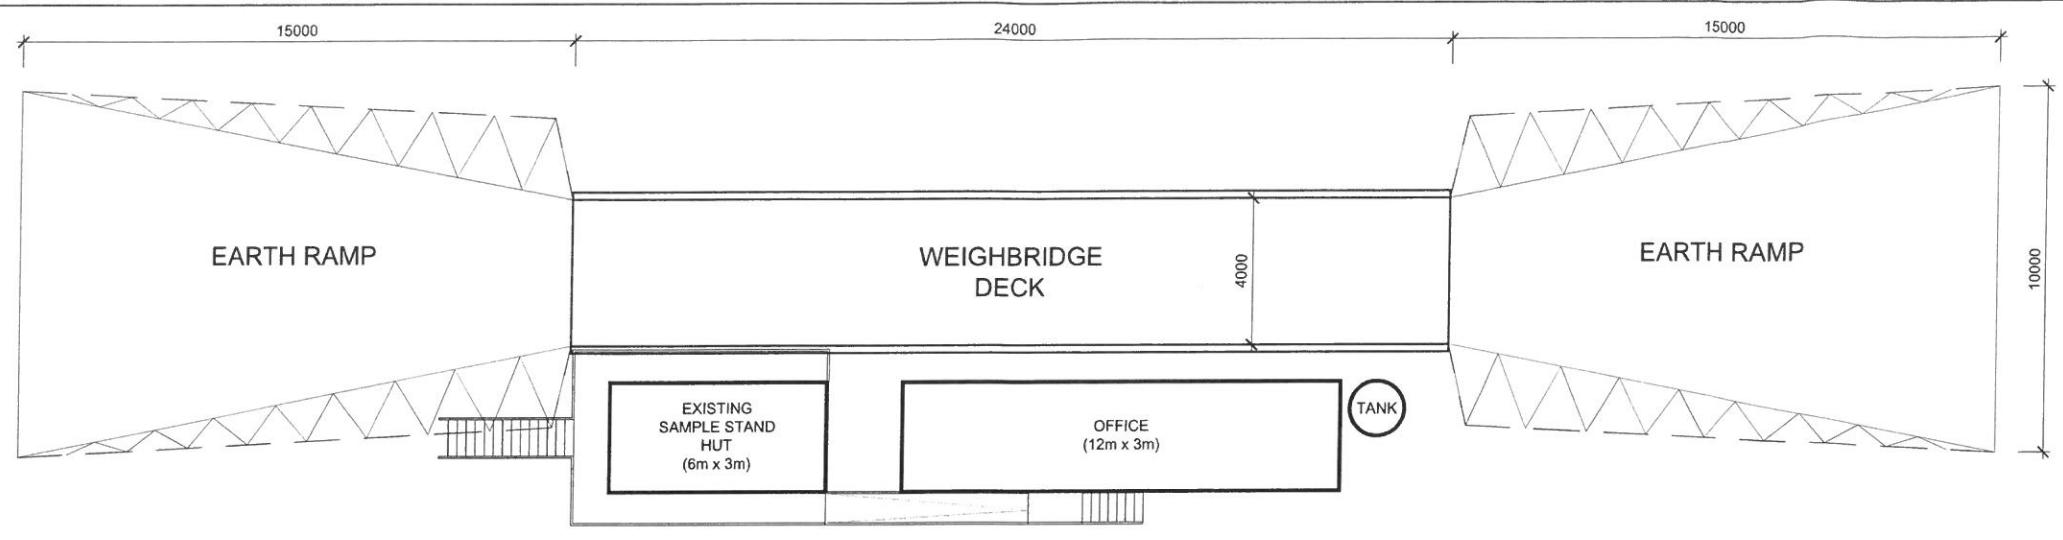 15000
24000
15000
EARTH RAMP
WEIGHBRIDGE
DECK
4000
EARTH RAMP
10000
EXISTING
SAMPLE STAND
HUT
(6m x 3m)
OFFICE
(12m x 3m)
TANK